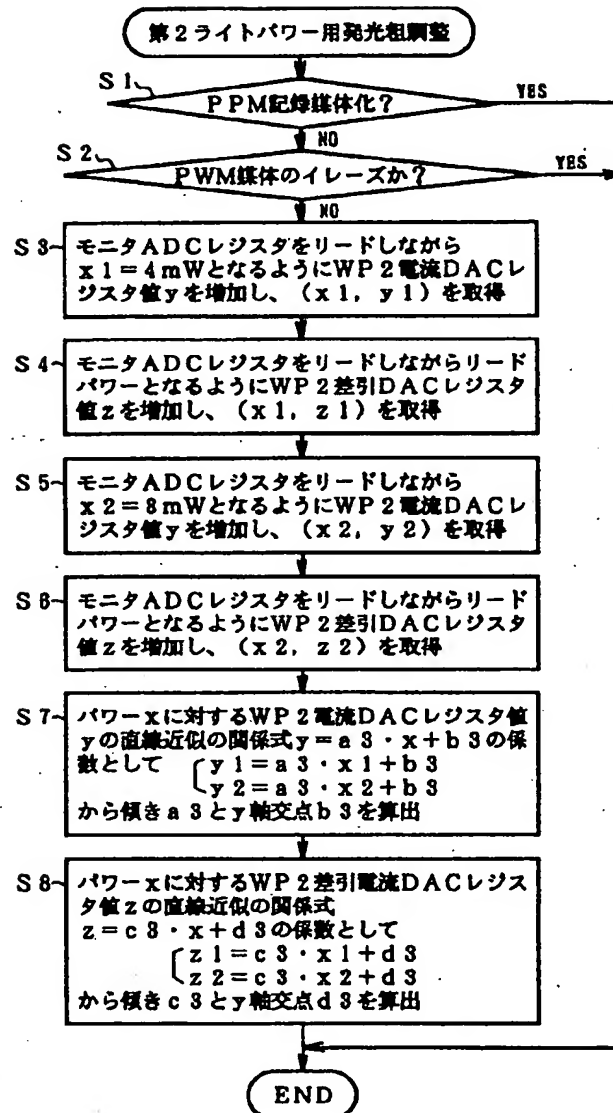 第2ライトパワー用発光粗調整
S1
PPM記録媒体化?
YES
NO
S2
PWM媒体のイレーズか?
YES
NO
S3
モニタADCレジスタをリードしながら
x1=4mWとなるようにWP2電流DACレ
ジスタ値yを増加し、(x1, y1)を取得
S4
モニタADCレジスタをリードしながらリード
パワーとなるようにWP2差引DACレジスタ
値zを増加し、(x1, z1)を取得
S5
モニタADCレジスタをリードしながら
x2=8mWとなるようにWP2電流DACレ
ジスタ値yを増加し、(x2, y2)を取得
S6
モニタADCレジスタをリードしながらリード
パワーとなるようにWP2差引DACレジスタ
値zを増加し、(x2, z2)を取得
S7
パワーxに対するWP2電流DACレジスタ値
yの直線近似の関係式y=a3・x+b3の係
数として y1=a3・x1+b3
y2=a3・x2+b3
から傾きa3とy軸交点b3を算出
S8
パワーxに対するWP2差引電流DACレジス
タ値zの直線近似の関係式
z=c3・x+d3の係数として
z1=c3・x1+d3
z2=c3・x2+d3
から傾きc3とy軸交点d3を算出
END